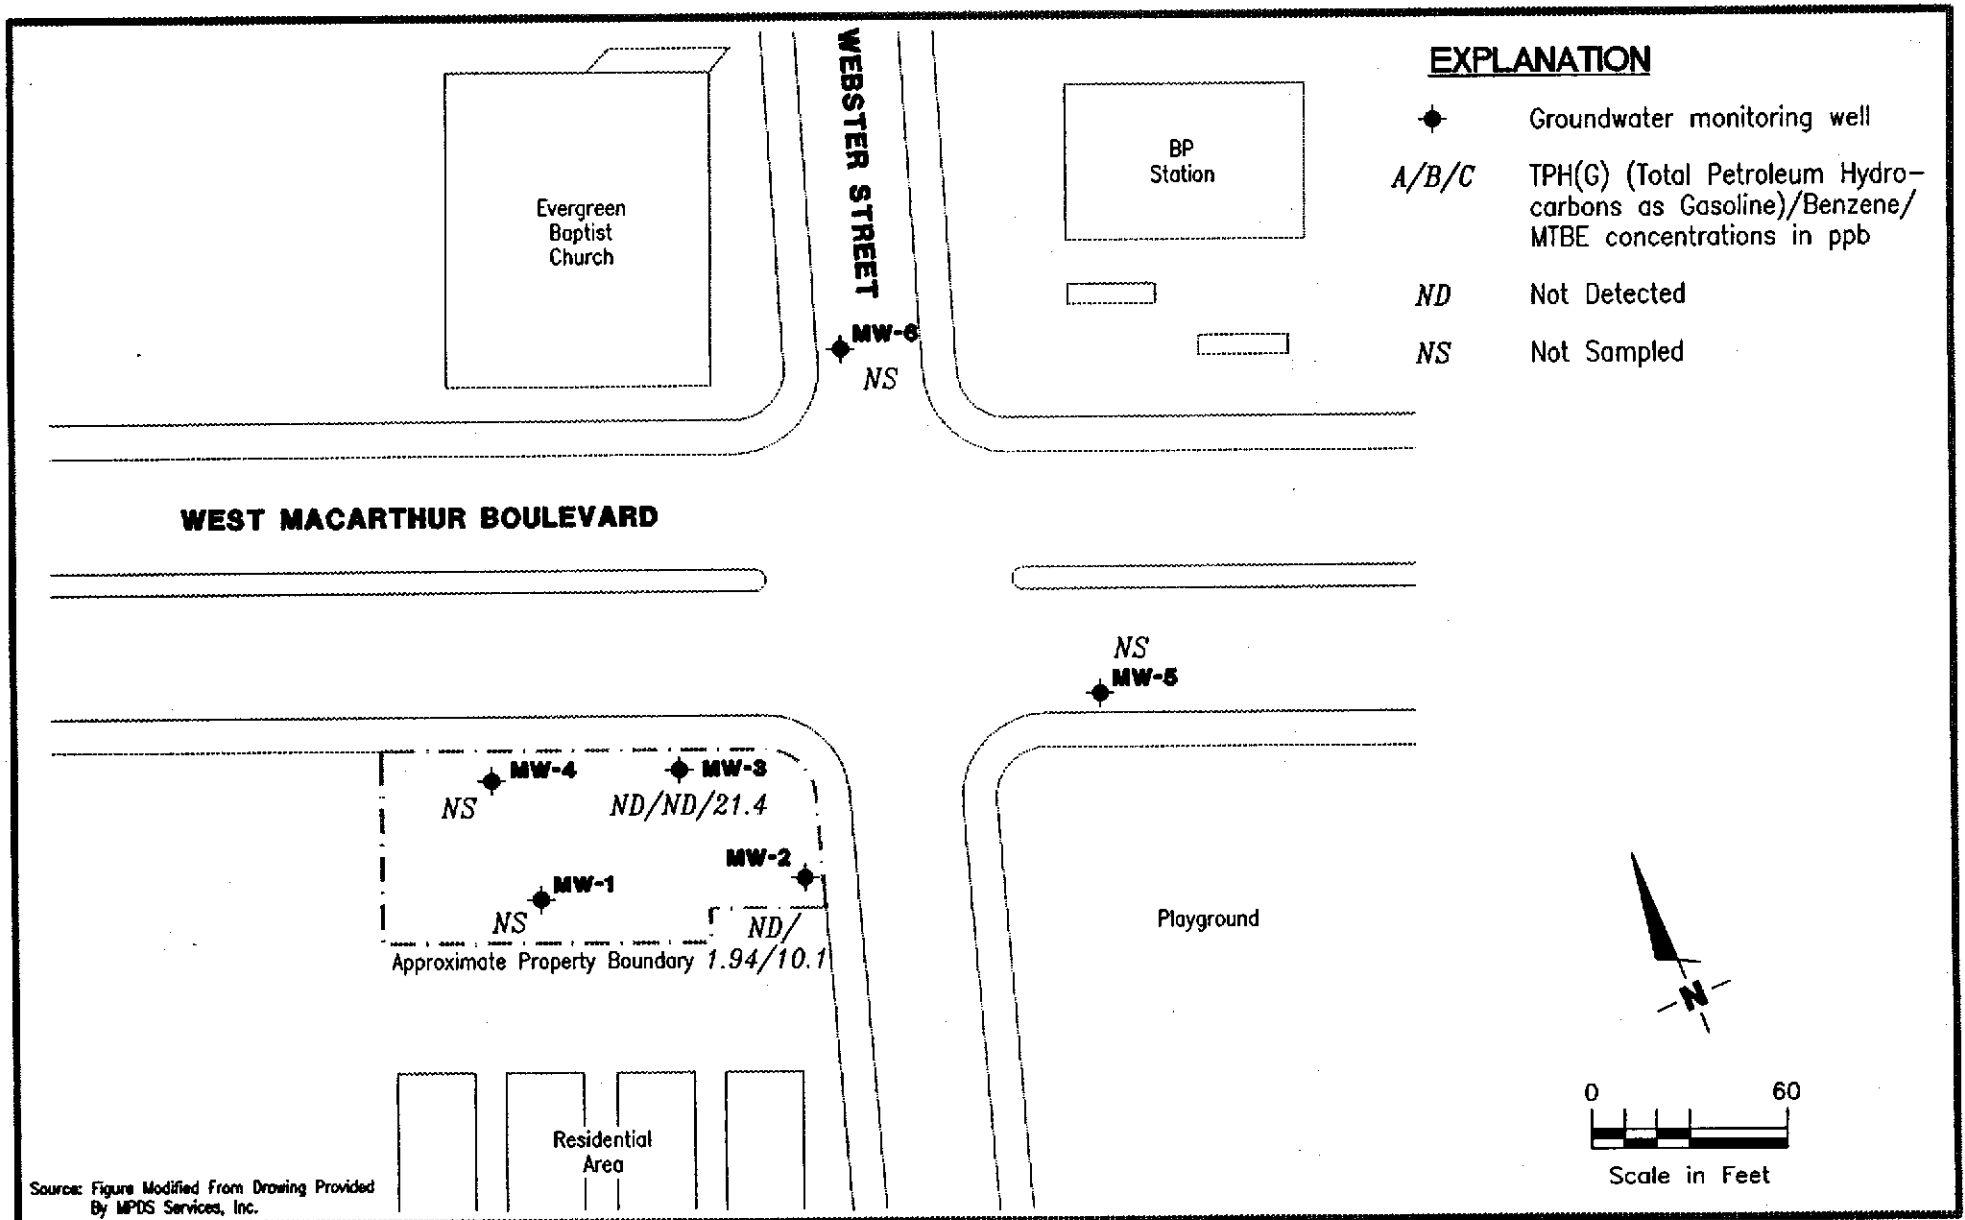 WEBSTER STREET
EXPLANATION
Groundwater monitoring well
A/B/C
TPH(G) (Total Petroleum Hydro-
carbons as Gasoline)/Benzene/
MTBE concentrations in ppb
ND
Not Detected
NS
Not Sampled
BP
Station
Evergreen
Baptist
Church
MW-6
NS
WEST MACARTHUR BOULEVARD
NS
MW-5
MW-4
NS
MW-3
ND/ND/21.4
MW-2
ND/
1.94/10.1
MW-1
NS
Approximate Property Boundary
Playground
N
0
60
Scale in Feet
Residential
Area
Source: Figure Modified From Drawing Provided
By MPDS Services, Inc.